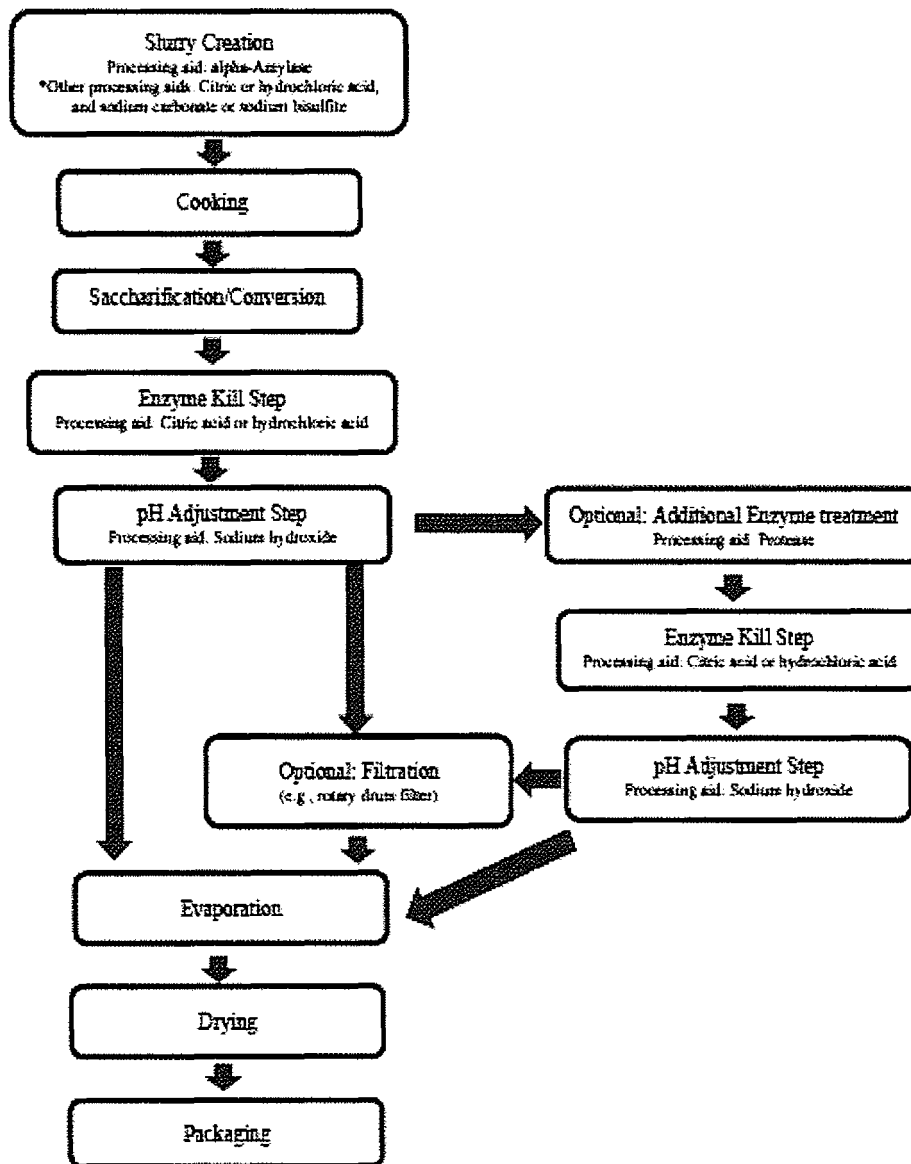 Slurry Creation
Processing aid: alpha-Amylase
*Other processing aids: Citric or hydrochloric acid,
and sodium carbonate or sodium bisulfite
Cooking
Saccharification/Conversion
Enzyme Kill Step
Processing aid: Citric acid or hydrochloric acid
pH Adjustment Step
Processing aid: Sodium hydroxide
Optional: Additional Enzyme treatment
Processing aid: Protease
Enzyme Kill Step
Processing aid: Citric acid or hydrochloric acid
Optional: Filtration
(e.g., rotary drum filter)
pH Adjustment Step
Processing aid: Sodium hydroxide
Evaporation
Drying
Packaging